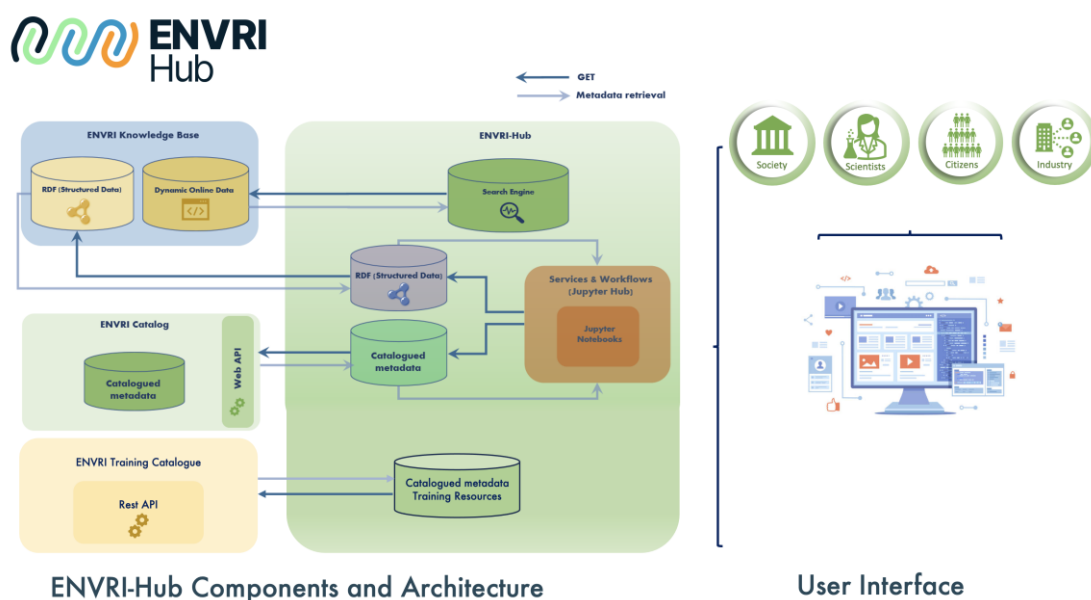 ENVRI
Hub
GET
Metadata retrieval
ENVRI Knowledge Base
RDF (Structured Data)
Dynamic Online Data
</>
ENVRI-Hub
Search Engine
RDF (Structured Data)
Services & Workflows
(Jupyter Hub)
Jupyter
Notebooks
ENVRI Catalog
Catalogued
metadata
Web API
Catalogued
metadata
ENVRI Training Catalogue
Rest API
Catalogued metadata
Training Resources
Society
Scientists
Citizens
Industry
</>
ENVRI-Hub Components and Architecture
User Interface